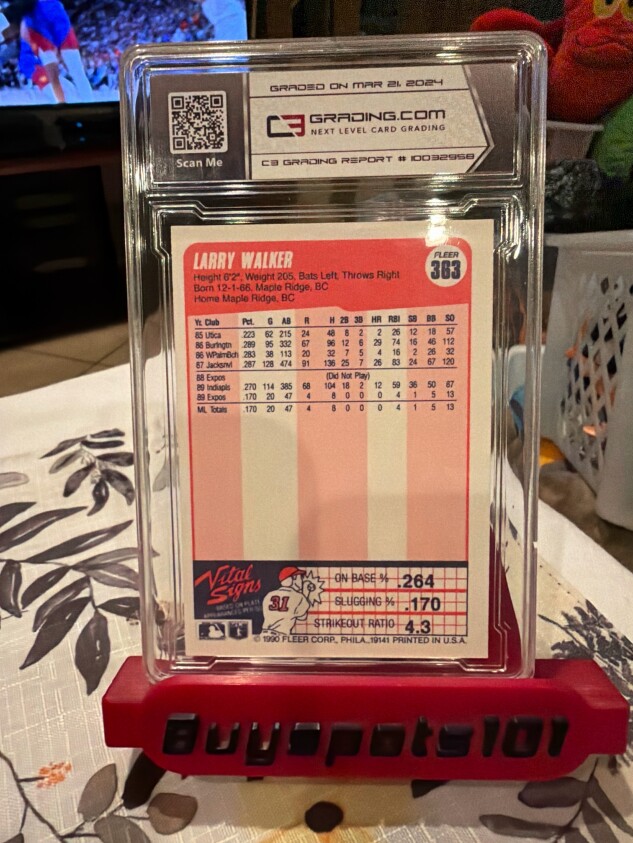 GRADED ON MAR 21, 2024
C3 GRADING.COM
NEXT LEVEL CARD GRADING
Scan Me
C3 GRADING REPORT # 10032958
LARRY WALKER
FLEER
363
Height 6'2", Weight 205, Bats Left, Throws Right
Born 12-1-66, Maple Ridge, BC
Home Maple Ridge, BC
Yr. Club Pct. G AB R H 2B 3B HR RBI SB BB SO
85 Utica .223 62 215 24 48 8 2 2 26 12 18 57
86 Burlngtn .289 95 332 67 96 12 6 29 74 16 46 112
86 WPalmBch .283 38 113 20 32 7 5 4 16 2 26 32
87 Jacksnvl .287 128 474 91 136 25 7 26 83 24 67 120
88 Expos (Did Not Play)
89 Indiapls .270 114 385 68 104 18 2 12 59 36 50 87
89 Expos .170 20 47 4 8 0 0 0 4 1 5 13
ML Totals .170 20 47 4 8 0 0 0 4 1 5 13
Vital Signs
BASED ON PLATE
APPEARANCES
31
ON BASE % .264
SLUGGING % .170
STRIKEOUT RATIO 4.3
© 1990 FLEER CORP., PHILA., 19141 PRINTED IN U.S.A.
Buyspots101